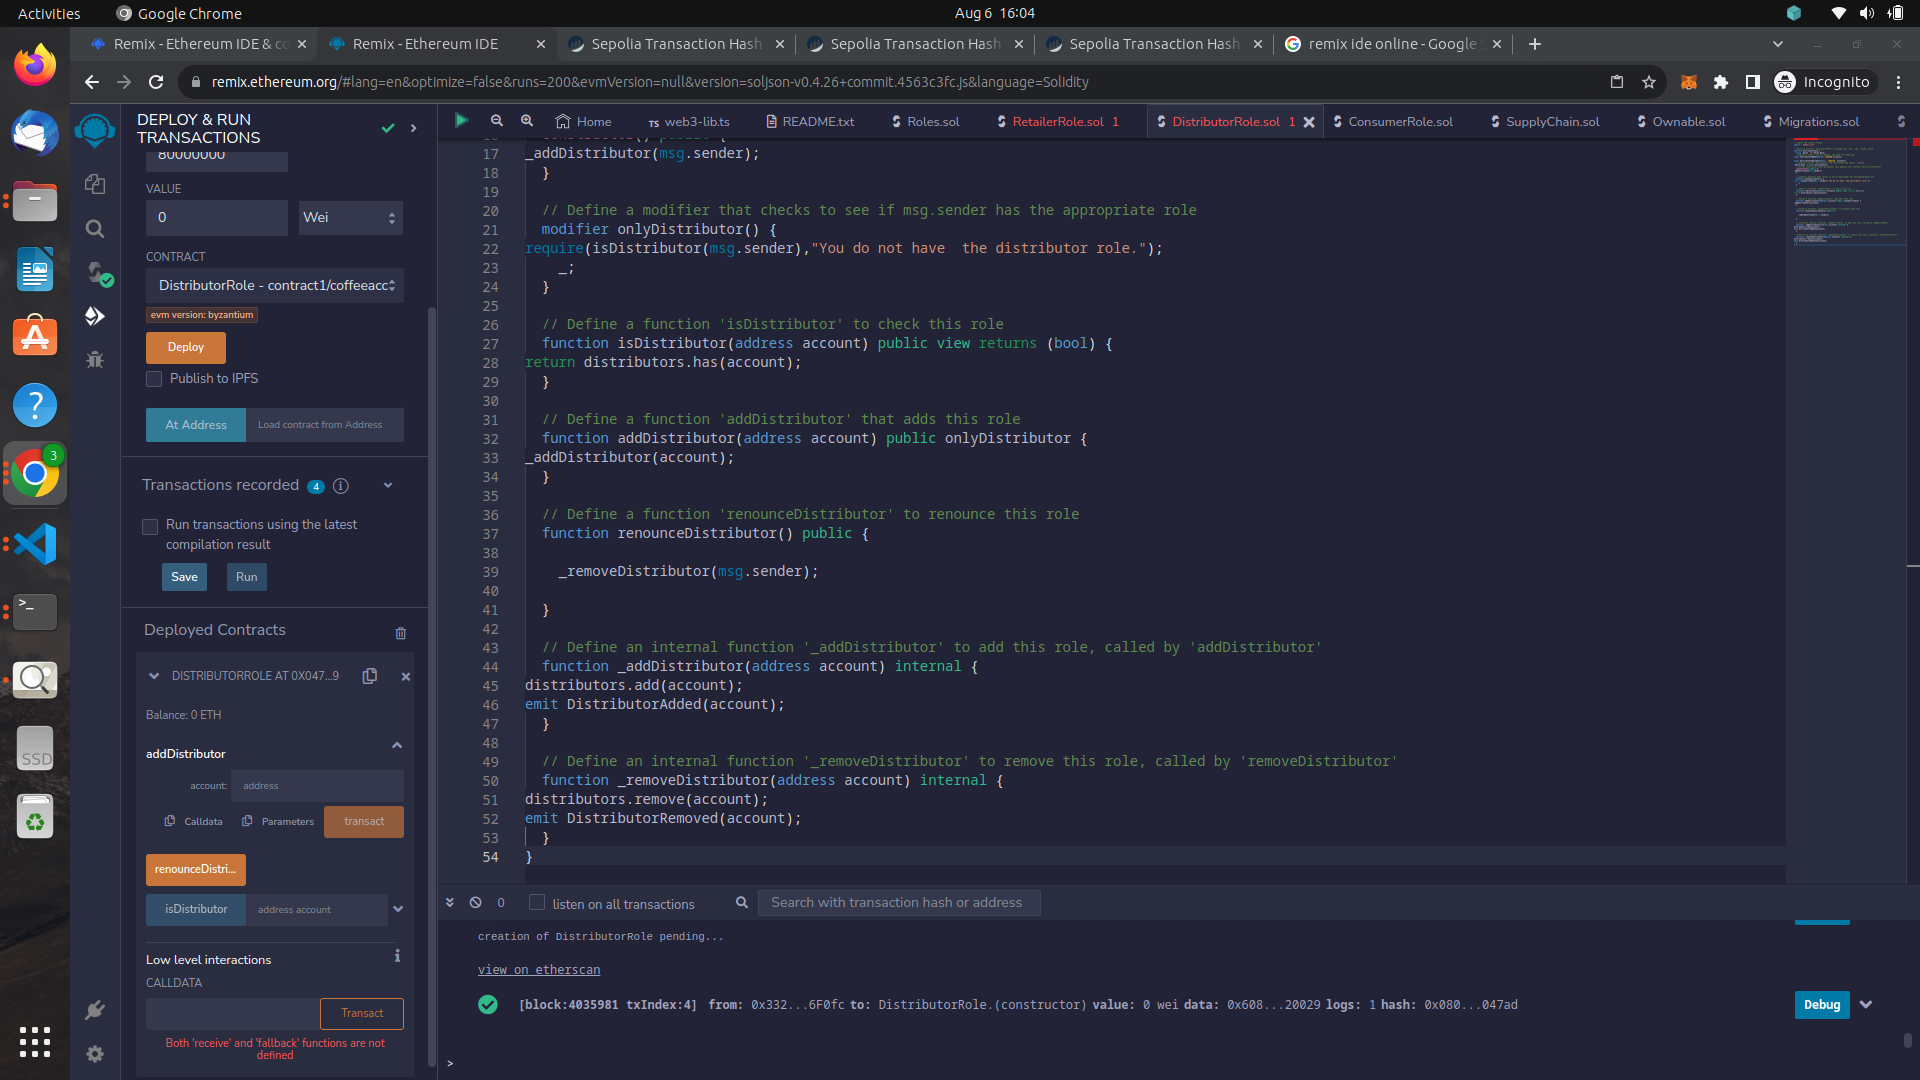 Activities
Google Chrome
Aug 6 16:04
Remix - Ethereum IDE & co
Remix - Ethereum IDE
Sepolia Transaction Hash
Sepolia Transaction Hash
Sepolia Transaction Hash
remix ide online - Google
remix.ethereum.org/#lang=en&optimize=false&runs=200&evmVersion=null&version=soljson-v0.4.26+commit.4563c3fc.js&language=Solidity
Incognito
DEPLOY & RUN
TRANSACTIONS
80000000
VALUE
0
Wei
CONTRACT
DistributorRole - contract1/coffeeacc
evm version: byzantium
Deploy
Publish to IPFS
At Address
Load contract from Address
Transactions recorded 4
Run transactions using the latest
compilation result
Save
Run
Deployed Contracts
DISTRIBUTORROLE AT 0X047...9
Balance: 0 ETH
addDistributor
account:
address
Calldata
Parameters
transact
renounceDistri...
isDistributor
address account
Low level interactions
CALLDATA
Transact
Both 'receive' and 'fallback' functions are not
defined
3
SSD
Home
TS web3-lib.ts
README.txt
Roles.sol
RetailerRole.sol 1
DistributorRole.sol 1
ConsumerRole.sol
SupplyChain.sol
Ownable.sol
Migrations.sol
17 _addDistributor(msg.sender);
18 }
19
20 // Define a modifier that checks to see if msg.sender has the appropriate role
21 modifier onlyDistributor() {
22 require(isDistributor(msg.sender),"You do not have  the distributor role.");
23 _;
24 }
25
26 // Define a function 'isDistributor' to check this role
27 function isDistributor(address account) public view returns (bool) {
28 return distributors.has(account);
29 }
30
31 // Define a function 'addDistributor' that adds this role
32 function addDistributor(address account) public onlyDistributor {
33 _addDistributor(account);
34 }
35
36 // Define a function 'renounceDistributor' to renounce this role
37 function renounceDistributor() public {
38
39 _removeDistributor(msg.sender);
40
41 }
42
43 // Define an internal function '_addDistributor' to add this role, called by 'addDistributor'
44 function _addDistributor(address account) internal {
45 distributors.add(account);
46 emit DistributorAdded(account);
47 }
48
49 // Define an internal function '_removeDistributor' to remove this role, called by 'removeDistributor'
50 function _removeDistributor(address account) internal {
51 distributors.remove(account);
52 emit DistributorRemoved(account);
53 }
54 }
0
listen on all transactions
Search with transaction hash or address
creation of DistributorRole pending...
view on etherscan
[block:4035981 txIndex:4] from: 0x332...6F0fc to: DistributorRole.(constructor) value: 0 wei data: 0x608...20029 logs: 1 hash: 0x080...047ad
Debug
>